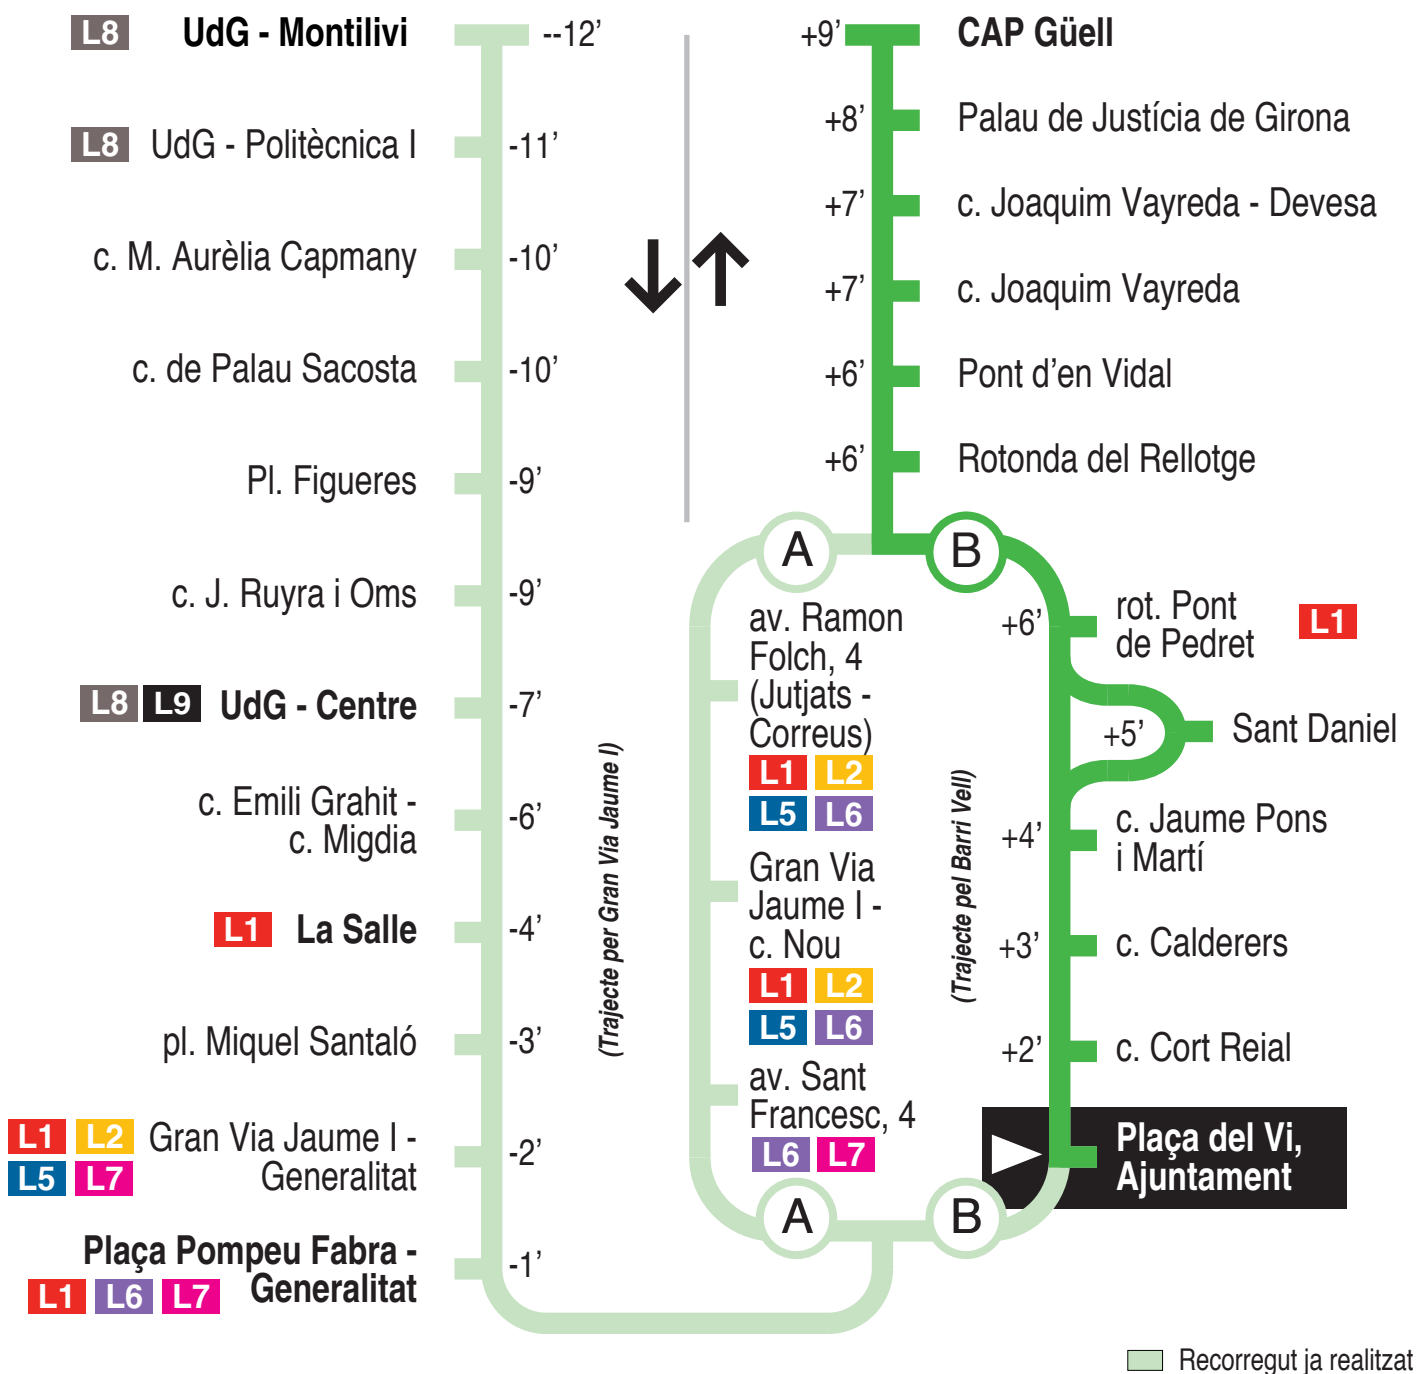 L8 UdG - Montilivi --12’
L8 UdG - Politècnica I -11’
c. M. Aurèlia Capmany -10’
c. de Palau Sacosta -10’
Pl. Figueres -9’
c. J. Ruyra i Oms -9’
L8 L9 UdG - Centre -7’
c. Emili Grahit -
c. Migdia -6’
L1 La Salle -4’
pl. Miquel Santaló -3’
L1 L2 Gran Via Jaume I -
L5 L7 Generalitat -2’
Plaça Pompeu Fabra -
L1 L6 L7 Generalitat -1’
(Trajecte per Gran Via Jaume I)
A
av. Ramon
Folch, 4
(Jutjats -
Correus)
L1 L2
L5 L6
Gran Via
Jaume I -
c. Nou
L1 L2
L5 L6
av. Sant
Francesc, 4
L6 L7
A
+9’ CAP Güell
+8’ Palau de Justícia de Girona
+7’ c. Joaquim Vayreda - Devesa
+7’ c. Joaquim Vayreda
+6’ Pont d’en Vidal
+6’ Rotonda del Rellotge
B
(Trajecte pel Barri Vell)
+6’ rot. Pont
de Pedret L1
+5’ Sant Daniel
+4’ c. Jaume Pons
i Martí
+3’ c. Calderers
+2’ c. Cort Reial
Plaça del Vi,
Ajuntament
B
Recorregut ja realitzat